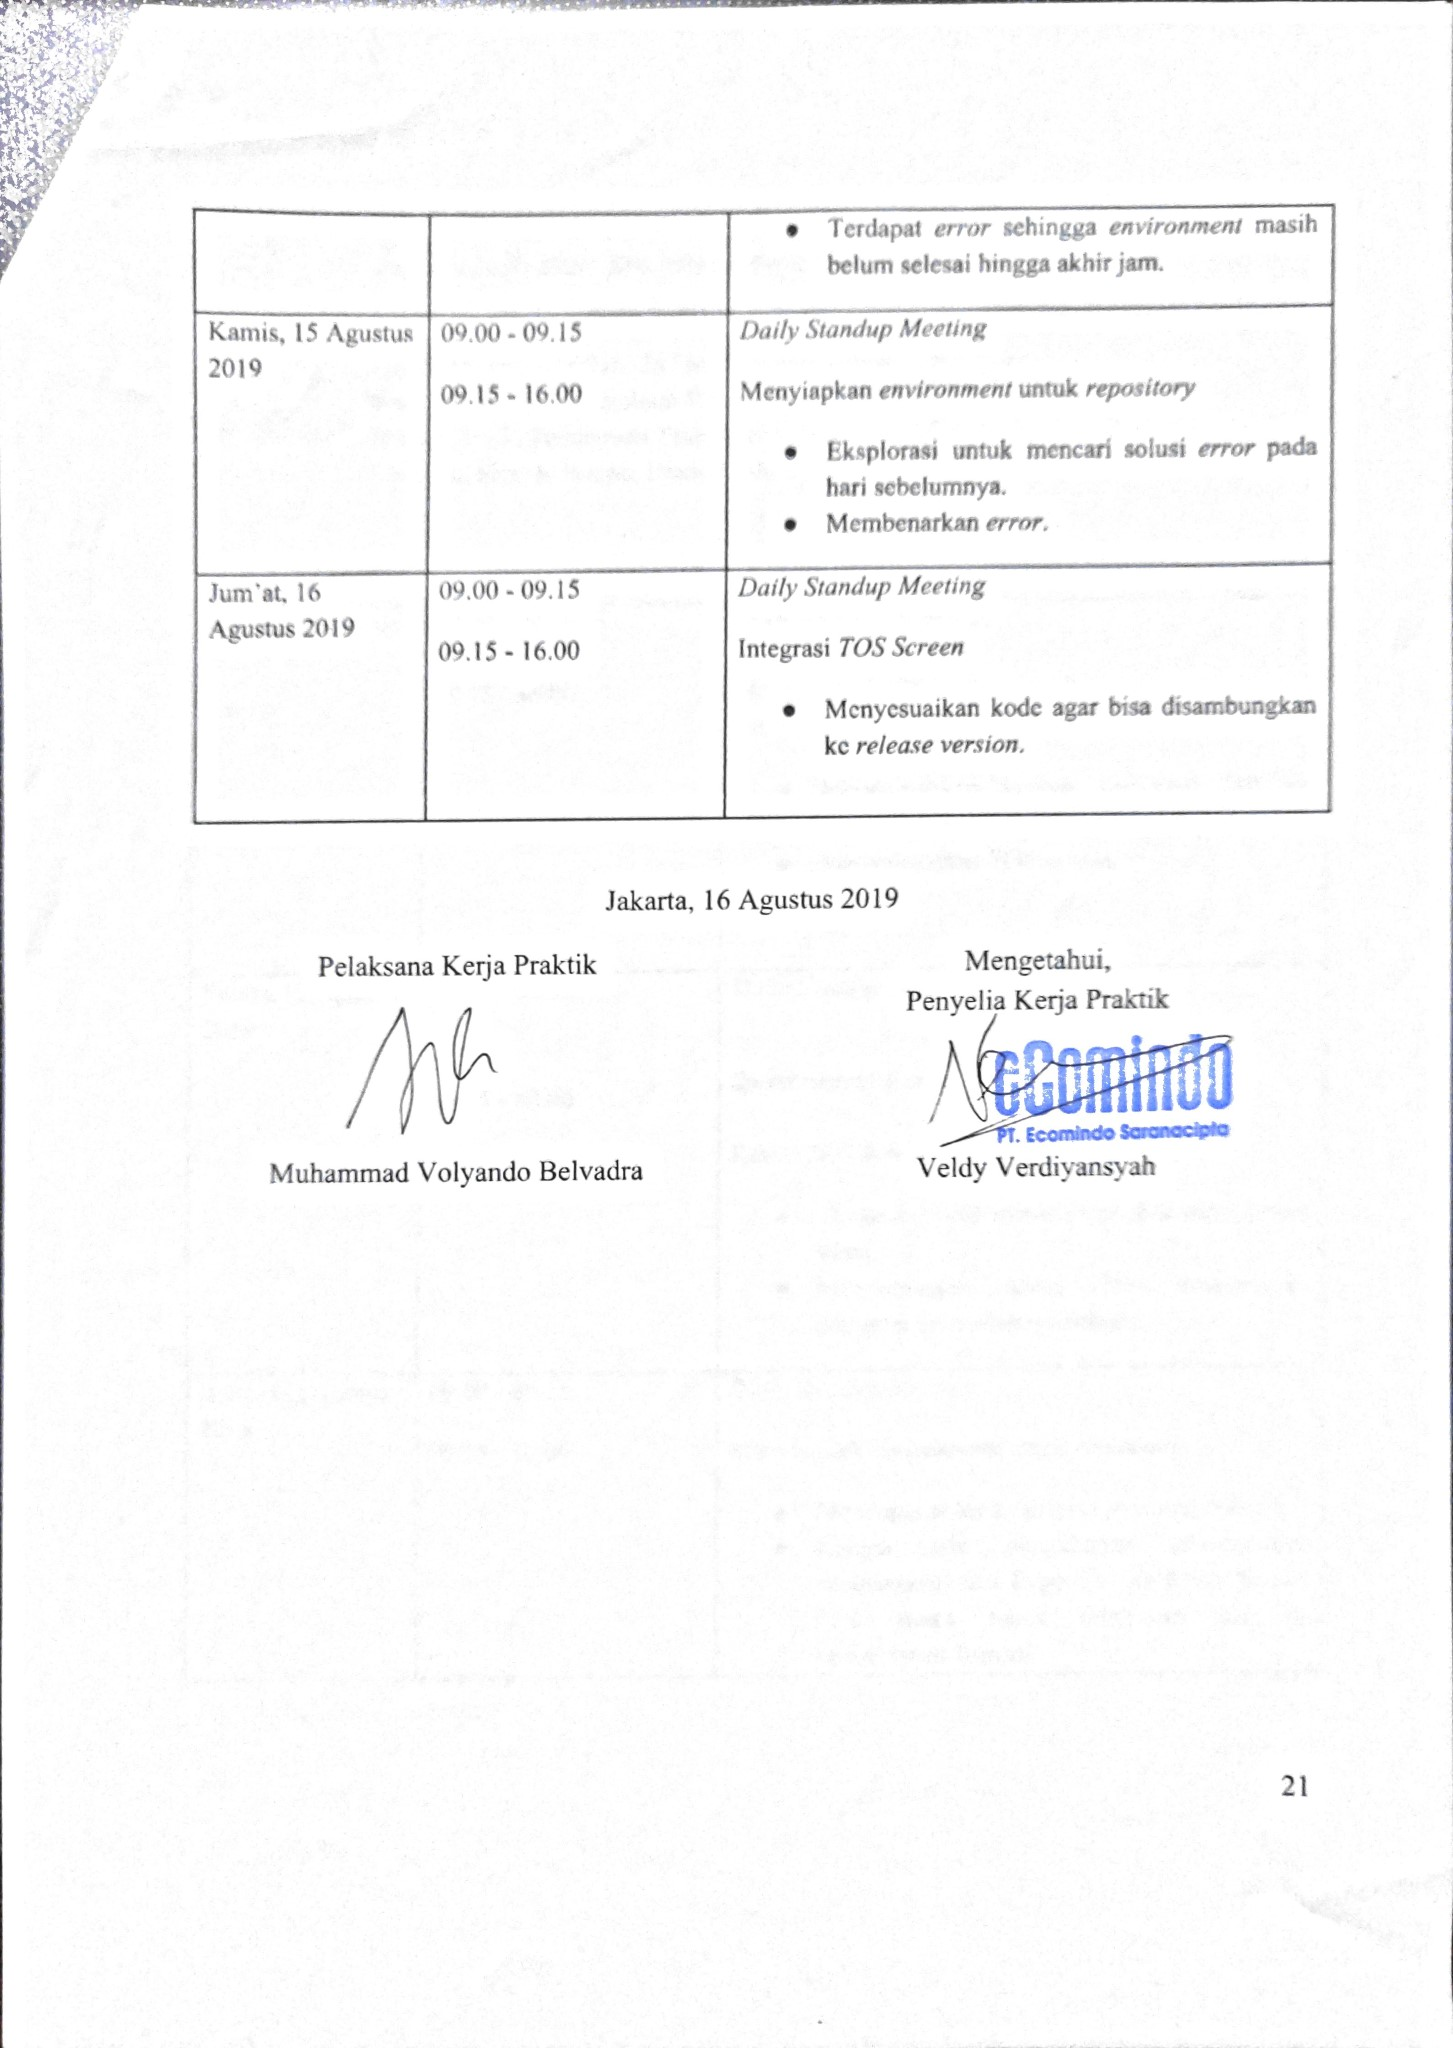 • Terdapat error sehingga environment masih
belum selesai hingga akhir jam.
Kamis, 15 Agustus
2019
09.00 - 09.15
Daily Standup Meeting
09.15 - 16.00
Menyiapkan environment untuk repository
• Eksplorasi untuk mencari solusi error pada
hari sebelumnya.
• Membenarkan error.
Jum'at, 16
Agustus 2019
09.00 - 09.15
Daily Standup Meeting
09.15 - 16.00
Integrasi TOS Screen
• Menyesuaikan kode agar bisa disambungkan
ke release version.
Jakarta, 16 Agustus 2019
Pelaksana Kerja Praktik
Muhammad Volyando Belvadra
Mengetahui,
Penyelia Kerja Praktik
eComindo
PT. Ecomindo Saranacipta
Veldy Verdiyansyah
21